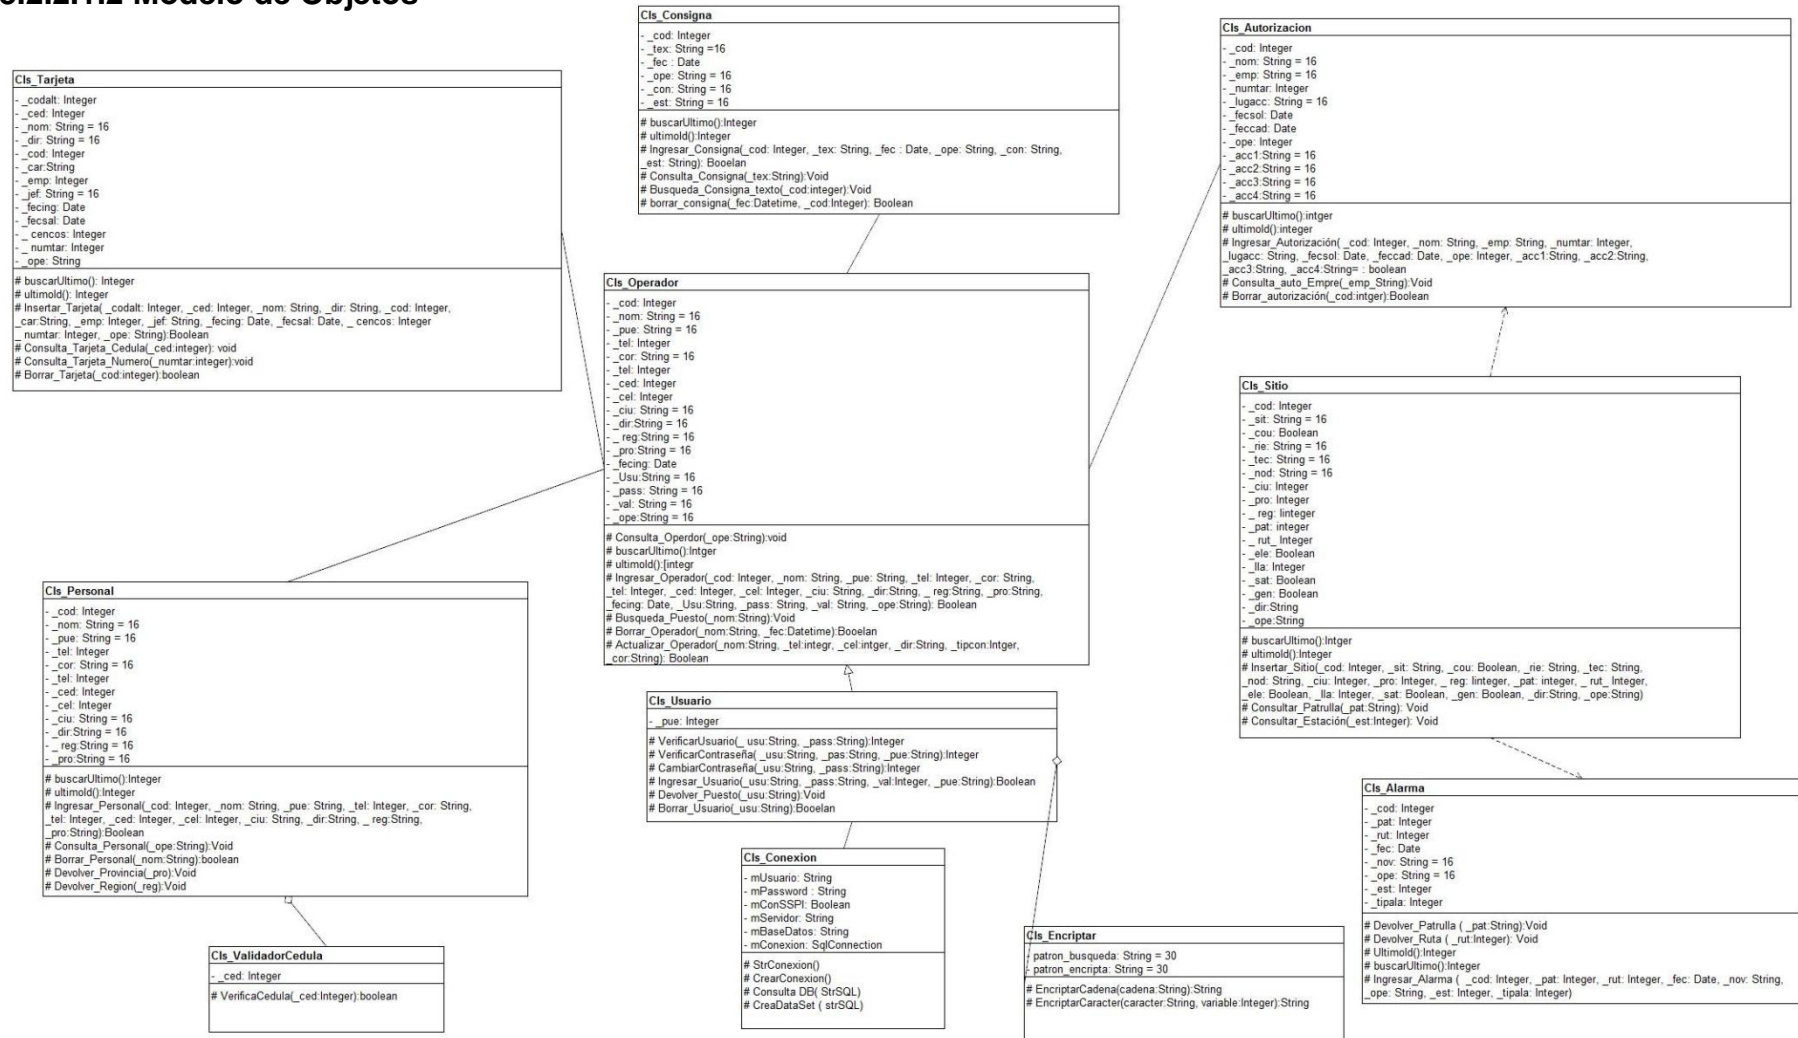 3.2.2.1.2 Modelo de Objetos
Cls_Tarjeta
- _codalt: Integer
- _ced: Integer
- _nom: String = 16
- _dir: String = 16
- _cod: Integer
- _car:String
- _emp: Integer
- _jef: String = 16
- _fecing: Date
- _fecsal: Date
- _ cencos: Integer
- _ numtar: Integer
- _ope: String
# buscarUltimo(): Integer
# ultimoId(): Integer
# Insertar_Tarjeta( _codalt: Integer, _ced: Integer, _nom: String, _dir: String, _cod: Integer,
_car:String, _emp: Integer, _jef: String, _fecing: Date, _fecsal: Date, _ cencos: Integer
_ numtar: Integer, _ope: String):Boolean
# Consulta_Tarjeta_Cedula(_ced:integer): void
# Consulta_Tarjeta_Numero(_numtar:integer):void
# Borrar_Tarjeta(_cod:integer):boolean
Cls_Consigna
- _cod: Integer
- _tex: String =16
- _fec : Date
- _ope: String = 16
- _con: String = 16
- _est: String = 16
# buscarUltimo():Integer
# ultimoId():Integer
# Ingresar_Consigna(_cod: Integer, _tex: String, _fec : Date, _ope: String, _con: String,
_est: String): Booelan
# Consulta_Consigna(_tex:String):Void
# Busqueda_Consigna_texto(_cod:integer):Void
# borrar_consigna(_fec:Datetime, _cod:Integer): Boolean
Cls_Autorizacion
- _cod: Integer
- _nom: String = 16
- _emp: String = 16
- _numtar: Integer
- _lugacc: String = 16
- _fecsol: Date
- _feccad: Date
- _ope: Integer
- _acc1:String = 16
- _acc2:String = 16
- _acc3:String = 16
- _acc4:String = 16
# buscarUltimo():intger
# ultimoId():integer
# Ingresar_Autorización( _cod: Integer, _nom: String, _emp: String, _numtar: Integer,
_lugacc: String, _fecsol: Date, _feccad: Date, _ope: Integer, _acc1:String, _acc2:String,
_acc3:String, _acc4:String= : boolean
# Consulta_auto_Empre(_emp_String):Void
# Borrar_autorización(_cod:intger):Boolean
Cls_Operador
- _cod: Integer
- _nom: String = 16
- _pue: String = 16
- _tel: Integer
- _cor: String = 16
- _tel: Integer
- _ced: Integer
- _cel: Integer
- _ciu: String = 16
- _dir:String = 16
- _ reg:String = 16
- _pro:String = 16
- _fecing: Date
- _Usu:String = 16
- _pass: String = 16
- _val: String = 16
- _ope:String = 16
# Consulta_Operdor(_ope:String):void
# buscarUltimo():Intger
# ultimoId():[integr
# Ingresar_Operador(_cod: Integer, _nom: String, _pue: String, _tel: Integer, _cor: String,
_tel: Integer, _ced: Integer, _cel: Integer, _ciu: String, _dir:String, _ reg:String, _pro:String,
_fecing: Date, _Usu:String, _pass: String, _val: String, _ope:String): Boolean
# Busqueda_Puesto(_nom:String):Void
# Borrar_Operador(_nom:String, _fec:Datetime):Booelan
# Actualizar_Operador(_nom:String, _tel:integr, _cel:intger, _dir:String, _tipcon:Intger,
_cor:String): Boolean
Cls_Sitio
- _cod: Integer
- _sit: String = 16
- _cou: Boolean
- _rie: String = 16
- _tec: String = 16
- _nod: String = 16
- _ciu: Integer
- _pro: Integer
- _ reg: Iinteger
- _pat: integer
- _ rut_ Integer
- _ele: Boolean
- _lla: Integer
- _sat: Boolean
- _gen: Boolean
- _dir:String
- _ope:String
# buscarUltimo():Intger
# ultimoId():Integer
# Insertar_Sitio(_cod: Integer, _sit: String, _cou: Boolean, _rie: String, _tec: String,
_nod: String, _ciu: Integer, _pro: Integer, _ reg: Iinteger, _pat: integer, _ rut_ Integer,
_ele: Boolean, _lla: Integer, _sat: Boolean, _gen: Boolean, _dir:String, _ope:String)
# Consultar_Patrulla(_pat:String): Void
# Consultar_Estación(_est:Integer): Void
Cls_Personal
- _cod: Integer
- _nom: String = 16
- _pue: String = 16
- _tel: Integer
- _cor: String = 16
- _tel: Integer
- _ced: Integer
- _cel: Integer
- _ciu: String = 16
- _dir:String = 16
- _ reg:String = 16
- _pro:String = 16
# buscarUltimo():Integer
# ultimoId():Integer
# Ingresar_Personal(_cod: Integer, _nom: String, _pue: String, _tel: Integer, _cor: String,
_tel: Integer, _ced: Integer, _cel: Integer, _ciu: String, _dir:String, _ reg:String,
_pro:String):Boolean
# Consulta_Personal(_ope:String):Void
# Borrar_Personal(_nom:String):boolean
# Devolver_Provincia(_pro):Void
# Devolver_Region(_reg):Void
Cls_Usuario
- _pue: Integer
# VerificarUsuario(_ usu:String, _pass:String):Integer
# VerificarContraseña( _usu:String, _pas:String, _pue:String):Integer
# CambiarContraseña(_usu:String, _pass:String):Integer
# Ingresar_Usuario(_usu:String, _pass:String, _val:Integer, _pue:String):Boolean
# Devolver_Puesto(_usu:String):Void
# Borrar_Usuario(_usu:String):Booelan
Cls_Alarma
- _cod: Integer
- _pat: Integer
- _rut: Integer
- _fec: Date
- _nov: String = 16
- _ope: String = 16
- _est: Integer
- _tipala: Integer
# Devolver_Patrulla ( _pat:String):Void
# Devolver_Ruta ( _rut:Integer): Void
# UltimoId():Integer
# buscarUltimo():Integer
# Ingresar_Alarma ( _cod: Integer, _pat: Integer, _rut: Integer, _fec: Date, _nov: String,
_ope: String, _est: Integer, _tipala: Integer)
Cls_Conexion
- mUsuario: String
- mPassword : String
- mConSSPI: Boolean
- mServidor: String
- mBaseDatos: String
- mConexion: SqlConnection
# StrConexion()
# CrearConexion()
# Consulta DB( StrSQL)
# CreaDataSet ( strSQL)
Cls_ValidadorCedula
- _ced: Integer
# VerificaCedula(_ced:Integer):boolean
Cls_Encriptar
- patron_busqueda: String = 30
- patron_encripta: String = 30
# EncriptarCadena(cadena:String):String
# EncriptarCaracter(caracter:String, variable:Integer):String